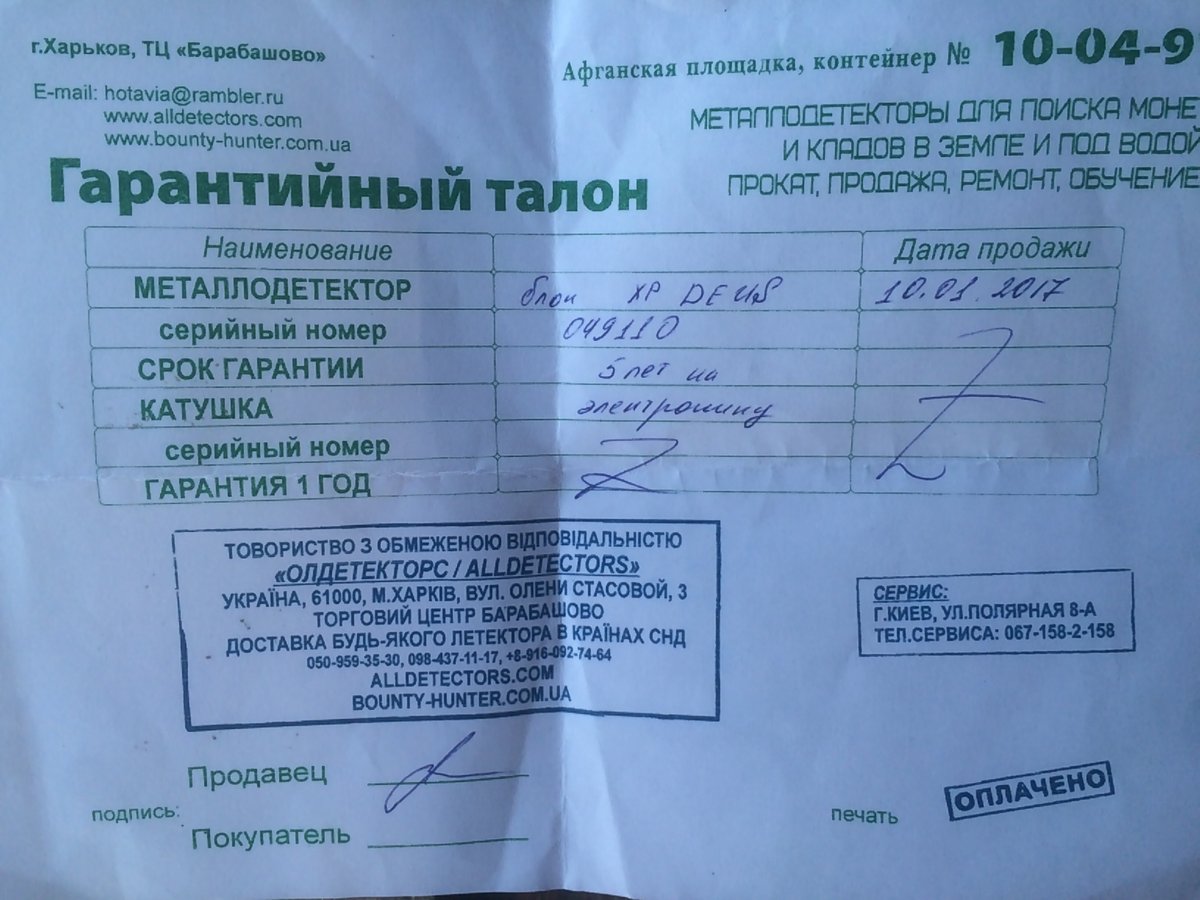 г.Харьков, ТЦ «Барабашово»
Афганская площадка, контейнер № 10-04-9
E-mail: hotavia@rambler.ru
www.alldetectors.com
www.bounty-hunter.com.ua
МЕТАЛЛОДЕТЕКТОРЫ ДЛЯ ПОИСКА МОНЕ
И КЛАДОВ В ЗЕМЛЕ И ПОД ВОДОЙ
ПРОКАТ, ПРОДАЖА, РЕМОНТ, ОБУЧЕНИЕ
Гарантийный талон
Наименование Дата продажи
МЕТАЛЛОДЕТЕКТОР блок XP DEUS 10.01.2017
серийный номер 049110
СРОК ГАРАНТИИ 5 лет на
КАТУШКА электронику
серийный номер
ГАРАНТИЯ 1 ГОД
ТОВОРИСТВО З ОБМЕЖЕНОЮ ВІДПОВІДАЛЬНІСТЮ
«ОЛДЕТЕКТОРС / ALLDETECTORS»
УКРАЇНА, 61000, М.ХАРКІВ, ВУЛ. ОЛЕНИ СТАСОВОЙ, 3
ТОРГОВИЙ ЦЕНТР БАРАБАШОВО
ДОСТАВКА БУДЬ-ЯКОГО ЛЕТЕКТОРА В КРАЇНАХ СНД
050-959-35-30, 098-437-11-17, +8-916-092-74-64
ALLDETECTORS.COM
BOUNTY-HUNTER.COM.UA
СЕРВИС:
Г.КИЕВ, УЛ.ПОЛЯРНАЯ 8-А
ТЕЛ.СЕРВИСА: 067-158-2-158
Продавец
подпись:
Покупатель
печать
ОПЛАЧЕНО